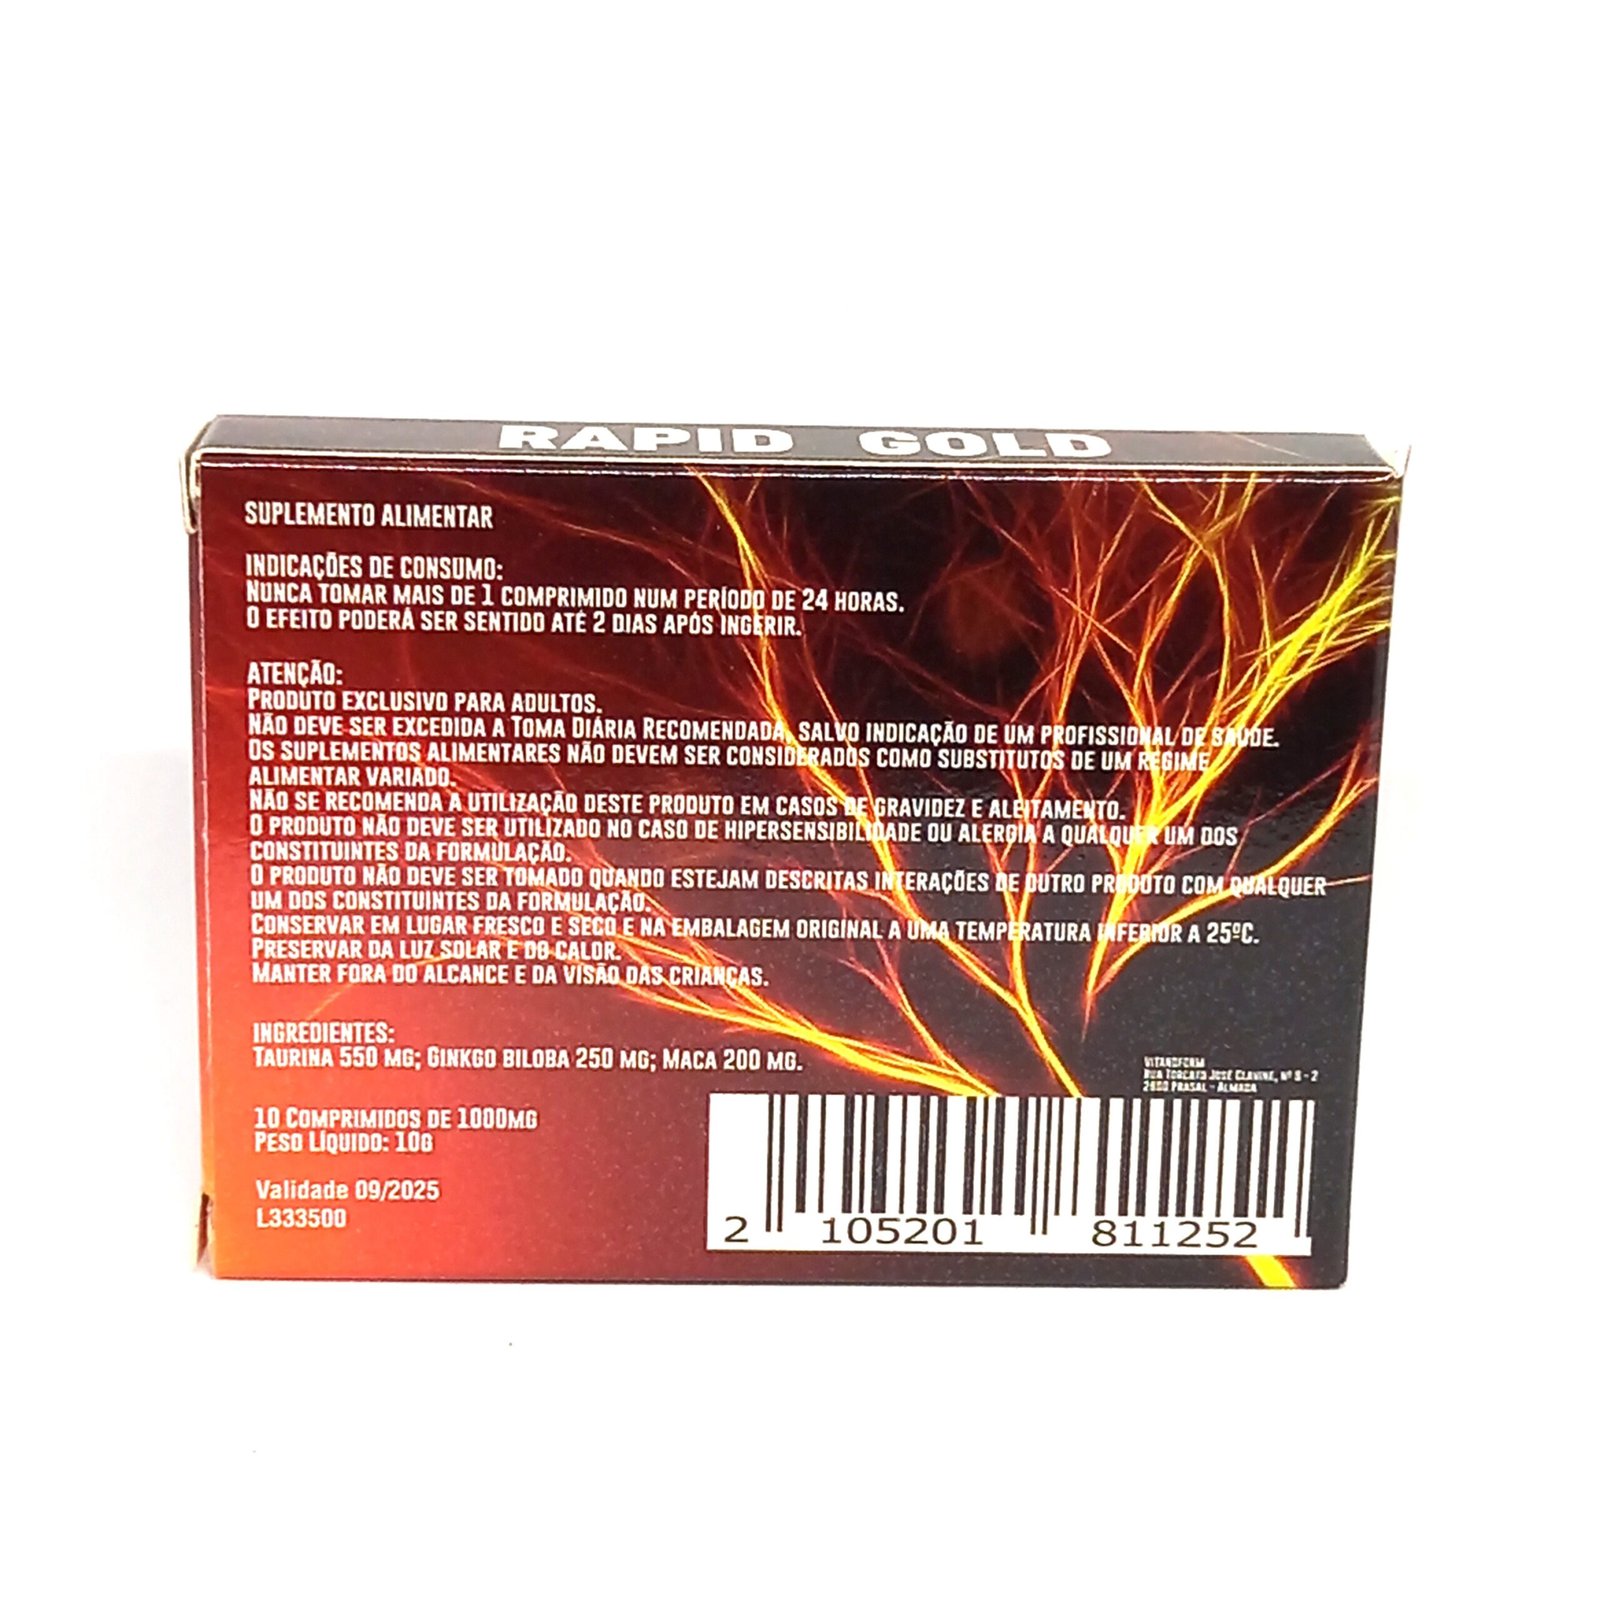 RAPID GOLD
SUPLEMENTO ALIMENTAR
INDICAÇÕES DE CONSUMO:
NUNCA TOMAR MAIS DE 1 COMPRIMIDO NUM PERÍODO DE 24 HORAS.
O EFEITO PODERÁ SER SENTIDO ATÉ 2 DIAS APÓS INGERIR.
ATENÇÃO:
PRODUTO EXCLUSIVO PARA ADULTOS.
NÃO DEVE SER EXCEDIDA A TOMA DIÁRIA RECOMENDADA, SALVO INDICAÇÃO DE UM PROFISSIONAL DE SAÚDE.
OS SUPLEMENTOS ALIMENTARES NÃO DEVEM SER CONSIDERADOS COMO SUBSTITUTOS DE UM REGIME
ALIMENTAR VARIADO.
NÃO SE RECOMENDA A UTILIZAÇÃO DESTE PRODUTO EM CASOS DE GRAVIDEZ E ALEITAMENTO.
O PRODUTO NÃO DEVE SER UTILIZADO NO CASO DE HIPERSENSIBILIDADE OU ALERGIA A QUALQUER UM DOS
CONSTITUINTES DA FORMULAÇÃO.
O PRODUTO NÃO DEVE SER TOMADO QUANDO ESTEJAM DESCRITAS INTERAÇÕES DE OUTRO PRODUTO COM QUALQUER
UM DOS CONSTITUINTES DA FORMULAÇÃO.
CONSERVAR EM LUGAR FRESCO E SECO E NA EMBALAGEM ORIGINAL A UMA TEMPERATURA INFERIOR A 25ºC.
PRESERVAR DA LUZ SOLAR E DO CALOR.
MANTER FORA DO ALCANCE E DA VISÃO DAS CRIANÇAS.
INGREDIENTES:
TAURINA 550 MG; GINKGO BILOBA 250 MG; MACA 200 MG.
10 COMPRIMIDOS DE 1000MG
PESO LÍQUIDO: 10G
Validade 09/2025
L333500
RUA JOSÉ Nº 8 - 2
PRASAL - ALMADA
2 105201 811252